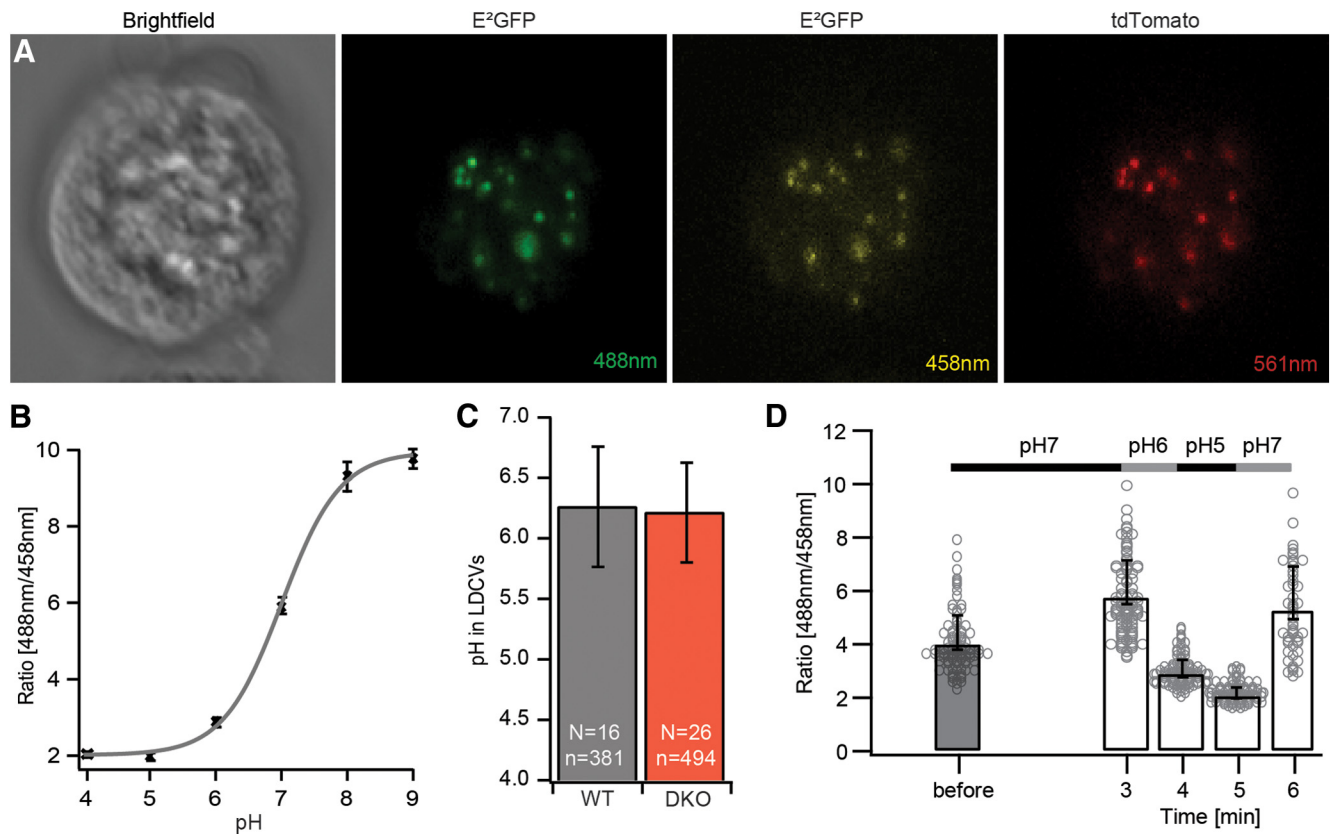 Brightfield E²GFP E²GFP tdTomato
A
488nm 458nm 561nm
B
Ratio [488nm/458nm]
10
8
6
4
2
4 5 6 7 8 9
pH
C
pH in LDCVs
7.0
6.5
6.0
5.5
5.0
4.5
4.0
N=16 N=26
n=381 n=494
WT DKO
D
pH7 pH6 pH5 pH7
Ratio [488nm/458nm]
12
10
8
6
4
2
0
before 3 4 5 6
Time [min]